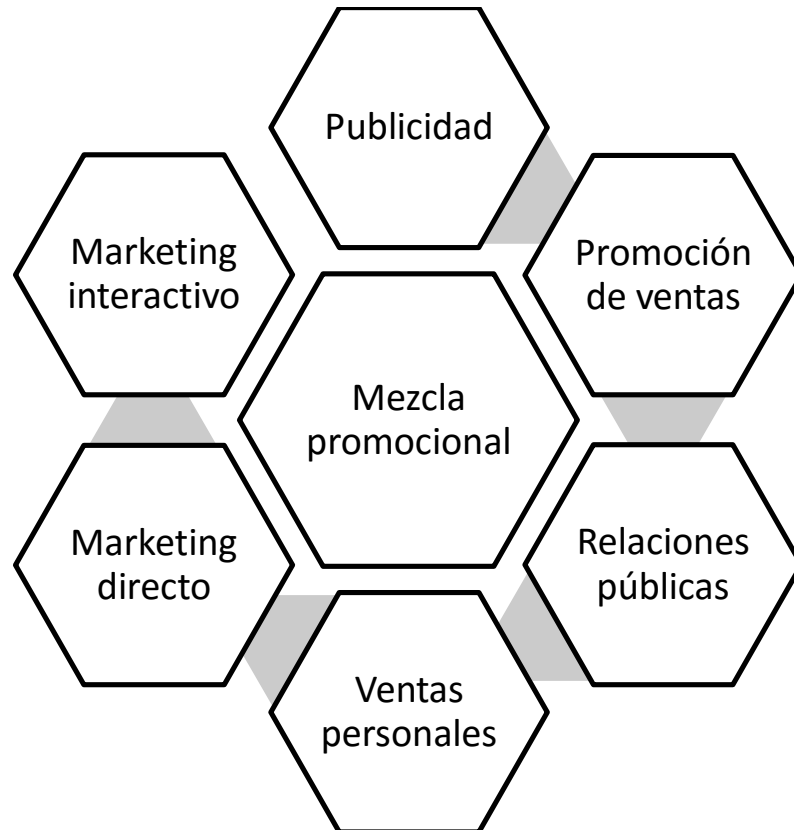 Publicidad
Promoción
de ventas
Relaciones
públicas
Ventas
personales
Marketing
directo
Marketing
interactivo
Mezcla
promocional